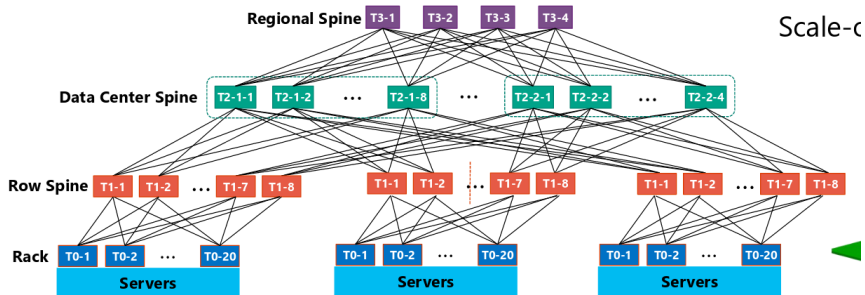 Regional Spine T3-1 T3-2 T3-3 T3-4
Scale-o
Data Center Spine T2-1-1 T2-1-2 ... T2-1-8 ... T2-2-1 T2-2-2 ... T2-2-4
Row Spine T1-1 T1-2 ... T1-7 T1-8 T1-1 T1-2 ... T1-7 T1-8 T1-1 T1-2 ... T1-7 T1-8
Rack T0-1 T0-2 ... T0-20 T0-1 T0-2 ... T0-20 T0-1 T0-2 ... T0-20
Servers Servers Servers